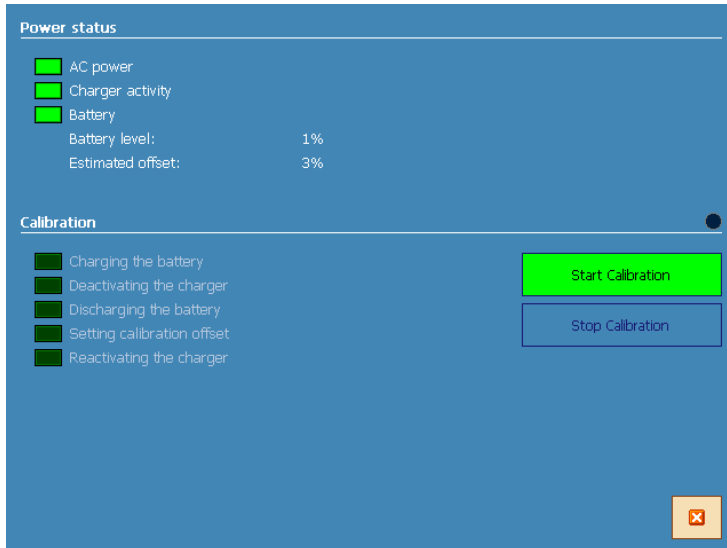 Power status
AC power
Charger activity
Battery
Battery level: 1%
Estimated offset: 3%
Calibration
Charging the battery
Deactivating the charger
Discharging the battery
Setting calibration offset
Reactivating the charger
Start Calibration
Stop Calibration